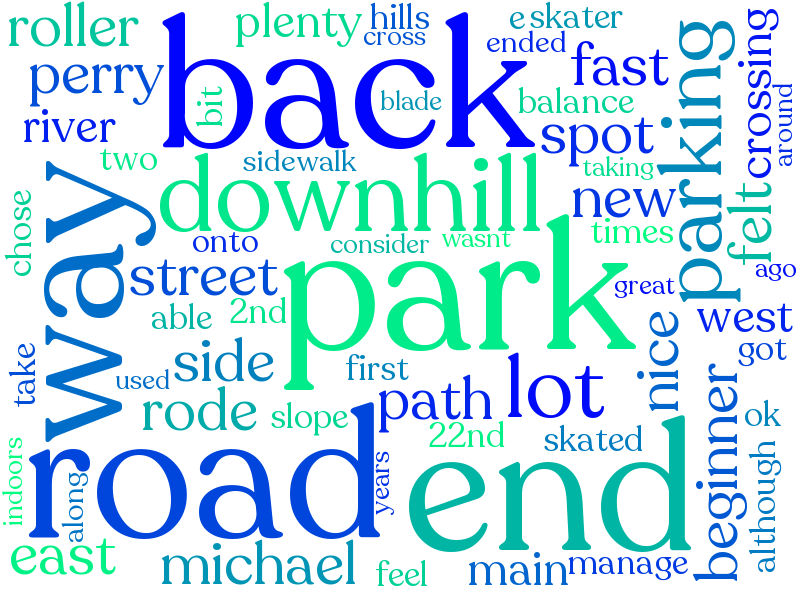 roller
plenty
hills
cross
e
skater
ended
back
fast
parking
crossing
around
perry
bit
blade
balance
river
spot
two
sidewalk
taking
downhill
new
felt
way
chose
onto
consider
wasnt
times
street
park
great
ago
able
2nd
west
side
first
nice
got
take
used
lot
rode
slope
path
22nd
skated
ok
beginner
although
road
end
indoors
along
years
east
michael
feel
main
manage